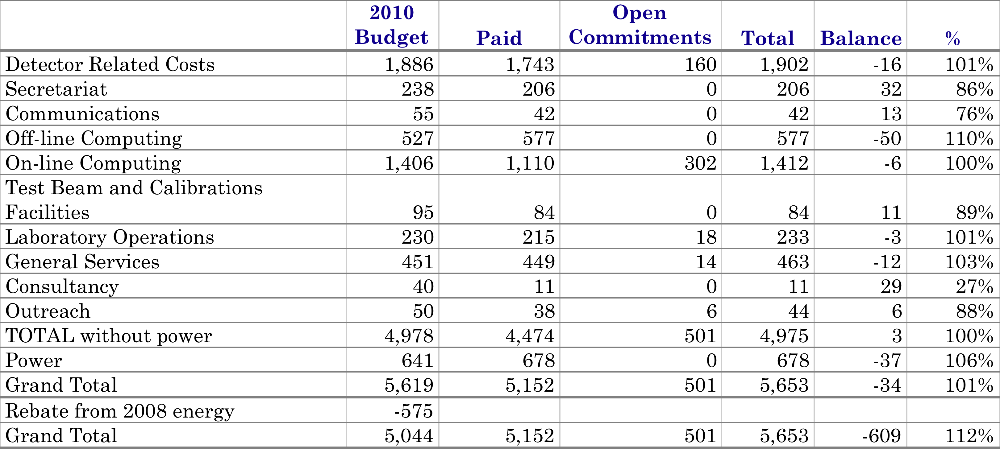 2010 Budget Paid Open Commitments Total Balance %
Detector Related Costs 1,886 1,743 160 1,902 -16 101%
Secretariat 238 206 0 206 32 86%
Communications 55 42 0 42 13 76%
Off-line Computing 527 577 0 577 -50 110%
On-line Computing 1,406 1,110 302 1,412 -6 100%
Test Beam and Calibrations
Facilities 95 84 0 84 11 89%
Laboratory Operations 230 215 18 233 -3 101%
General Services 451 449 14 463 -12 103%
Consultancy 40 11 0 11 29 27%
Outreach 50 38 6 44 6 88%
TOTAL without power 4,978 4,474 501 4,975 3 100%
Power 641 678 0 678 -37 106%
Grand Total 5,619 5,152 501 5,653 -34 101%
Rebate from 2008 energy -575
Grand Total 5,044 5,152 501 5,653 -609 112%